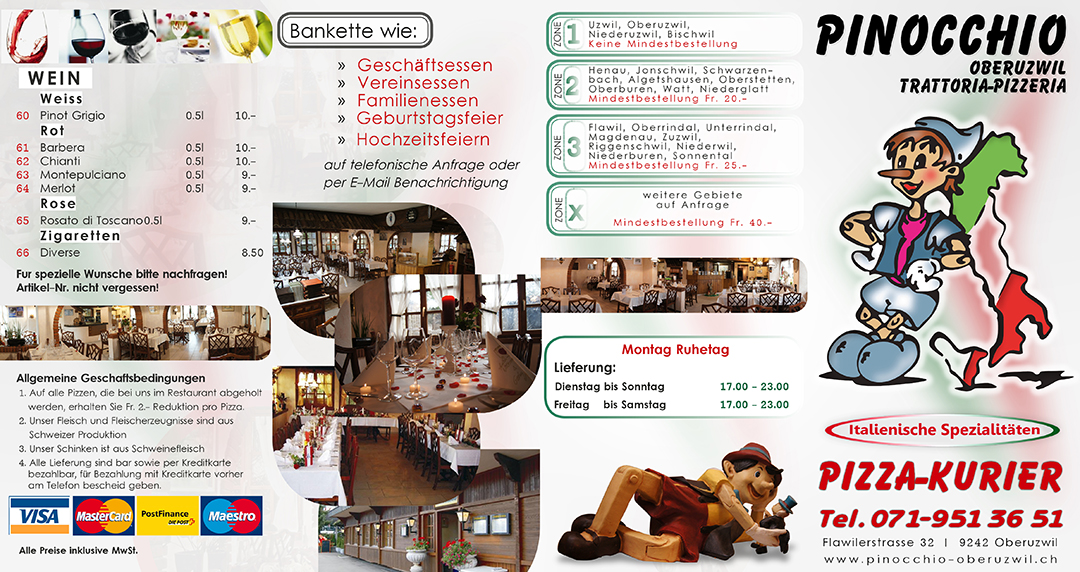 WEIN
Weiss
60 Pinot Grigio 0.5l 10.–
Rot
61 Barbera 0.5l 10.–
62 Chianti 0.5l 10.–
63 Montepulciano 0.5l 9.–
64 Merlot 0.5l 9.–
Rose
65 Rosato di Toscano 0.5l 9.–
Zigaretten
66 Diverse 8.50
Fur spezielle Wunsche bitte nachfragen!
Artikel-Nr. nicht vergessen!
Allgemeine Geschaftsbedingungen
1. Auf alle Pizzen, die bei uns im Restaurant abgeholt
werden, erhalten Sie Fr. 2.- Reduktion pro Pizza.
2. Unser Fleisch und Fleischerzeugnisse sind aus
Schweizer Produktion
3. Unser Schinken ist aus Schweinefleisch
4. Alle Lieferung sind bar sowie per Kreditkarte
bezahlbar, für Bezahlung mit Kreditkarte vorher
am Telefon bescheid geben.
VISA MasterCard PostFinance DIE POST Maestro
Alle Preise inklusive MwSt.
Bankette wie:
» Geschäftsessen
» Vereinsessen
» Familienessen
» Geburtstagsfeier
» Hochzeitsfeiern
auf telefonische Anfrage oder
per E-Mail Benachrichtigung
ZONE 1
Uzwil, Oberuzwil,
Niederuzwil, Bischwil
Keine Mindestbestellung
ZONE 2
Henau, Jonschwil, Schwarzen-
bach, Algetshausen, Oberstetten,
Oberburen, Watt, Niederglatt
Mindestbestellung Fr. 20.-
ZONE 3
Flawil, Oberrindal, Unterrindal,
Magdenau, Zuzwil,
Riggenschwil, Niederwil,
Niederburen, Sonnental
Mindestbestellung Fr. 25.-
ZONE X
weitere Gebiete
auf Anfrage
Mindestbestellung Fr. 40.-
Montag Ruhetag
Lieferung:
Dienstag bis Sonntag 17.00 – 23.00
Freitag bis Samstag 17.00 – 23.00
PINOCCHIO
OBERUZWIL
TRATTORIA-PIZZERIA
Italienische Spezialitäten
PIZZA-KURIER
Tel. 071-951 36 51
Flawilerstrasse 32 | 9242 Oberuzwil
www.pinocchio-oberuzwil.ch